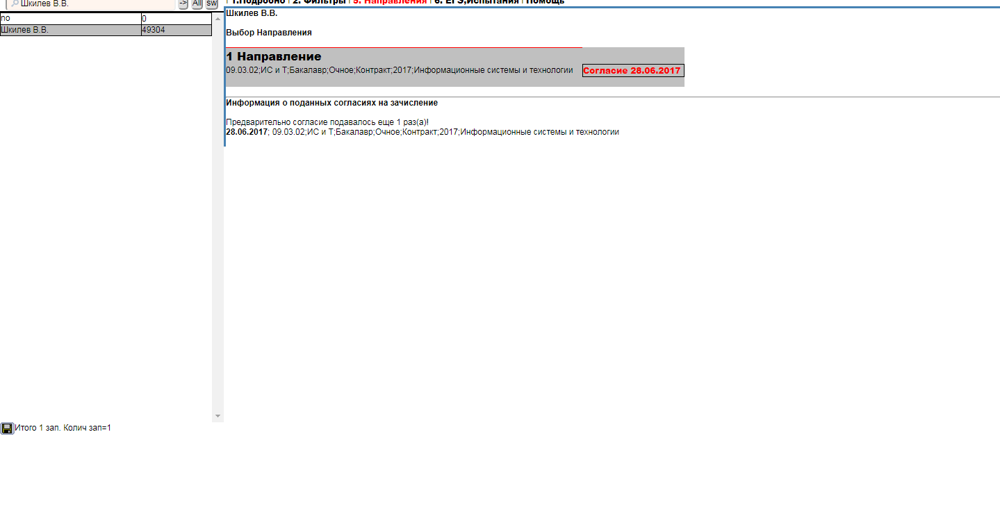 Шкилев В.В. -> All sw
1.Подробно | 2. Фильтры | 5. Направления | 6. ЕГЭ,Испытания | Помощь
no 0
Шкилев В.В. 49304
Итого 1 зап. Колич зап=1
Шкилев В.В.
Выбор Направления
1 Направление
09.03.02;ИС и Т;Бакалавр;Очное;Контракт;2017;Информационные системы и технологии Согласие 28.06.2017
Информация о поданных согласиях на зачисление
Предварительно согласие подавалось еще 1 раз(а)!
28.06.2017; 09.03.02;ИС и Т;Бакалавр;Очное;Контракт;2017;Информационные системы и технологии